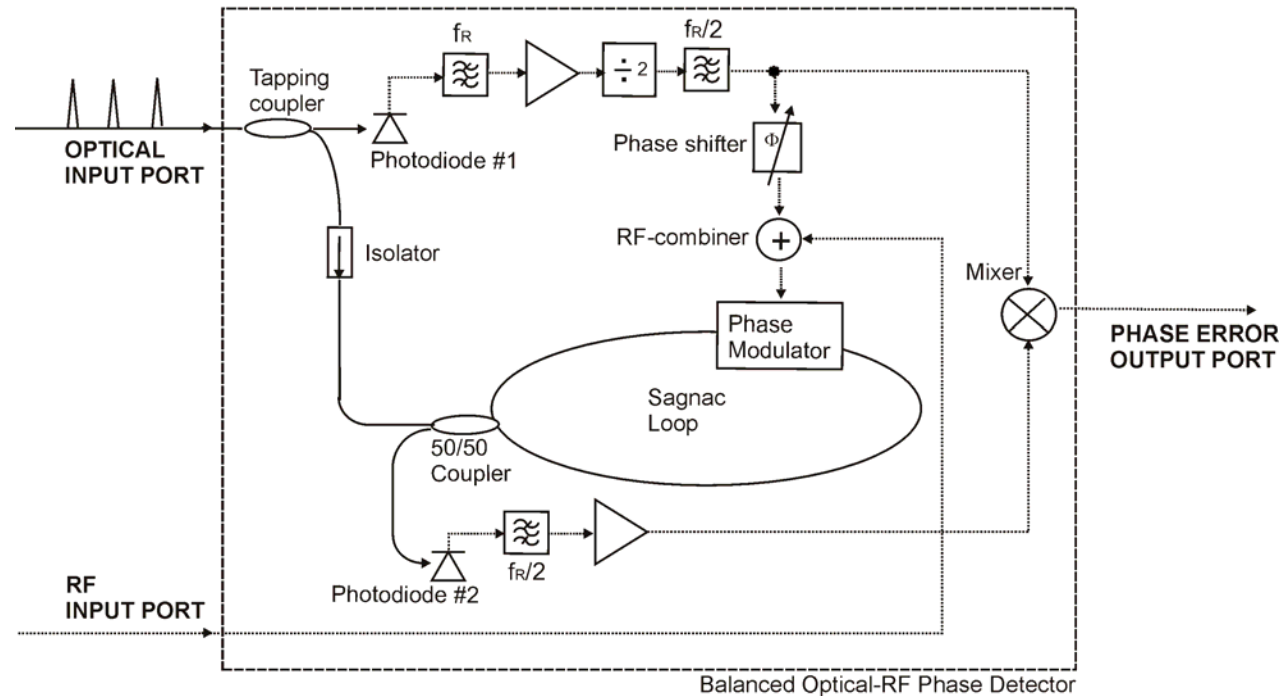 fR
fR/2
÷ 2
Tapping
coupler
OPTICAL
INPUT PORT
Photodiode #1
Phase shifter
Φ
RF-combiner
+
Isolator
Mixer
Phase
Modulator
PHASE ERROR
OUTPUT PORT
Sagnac
Loop
50/50
Coupler
fR/2
Photodiode #2
RF
INPUT PORT
Balanced Optical-RF Phase Detector